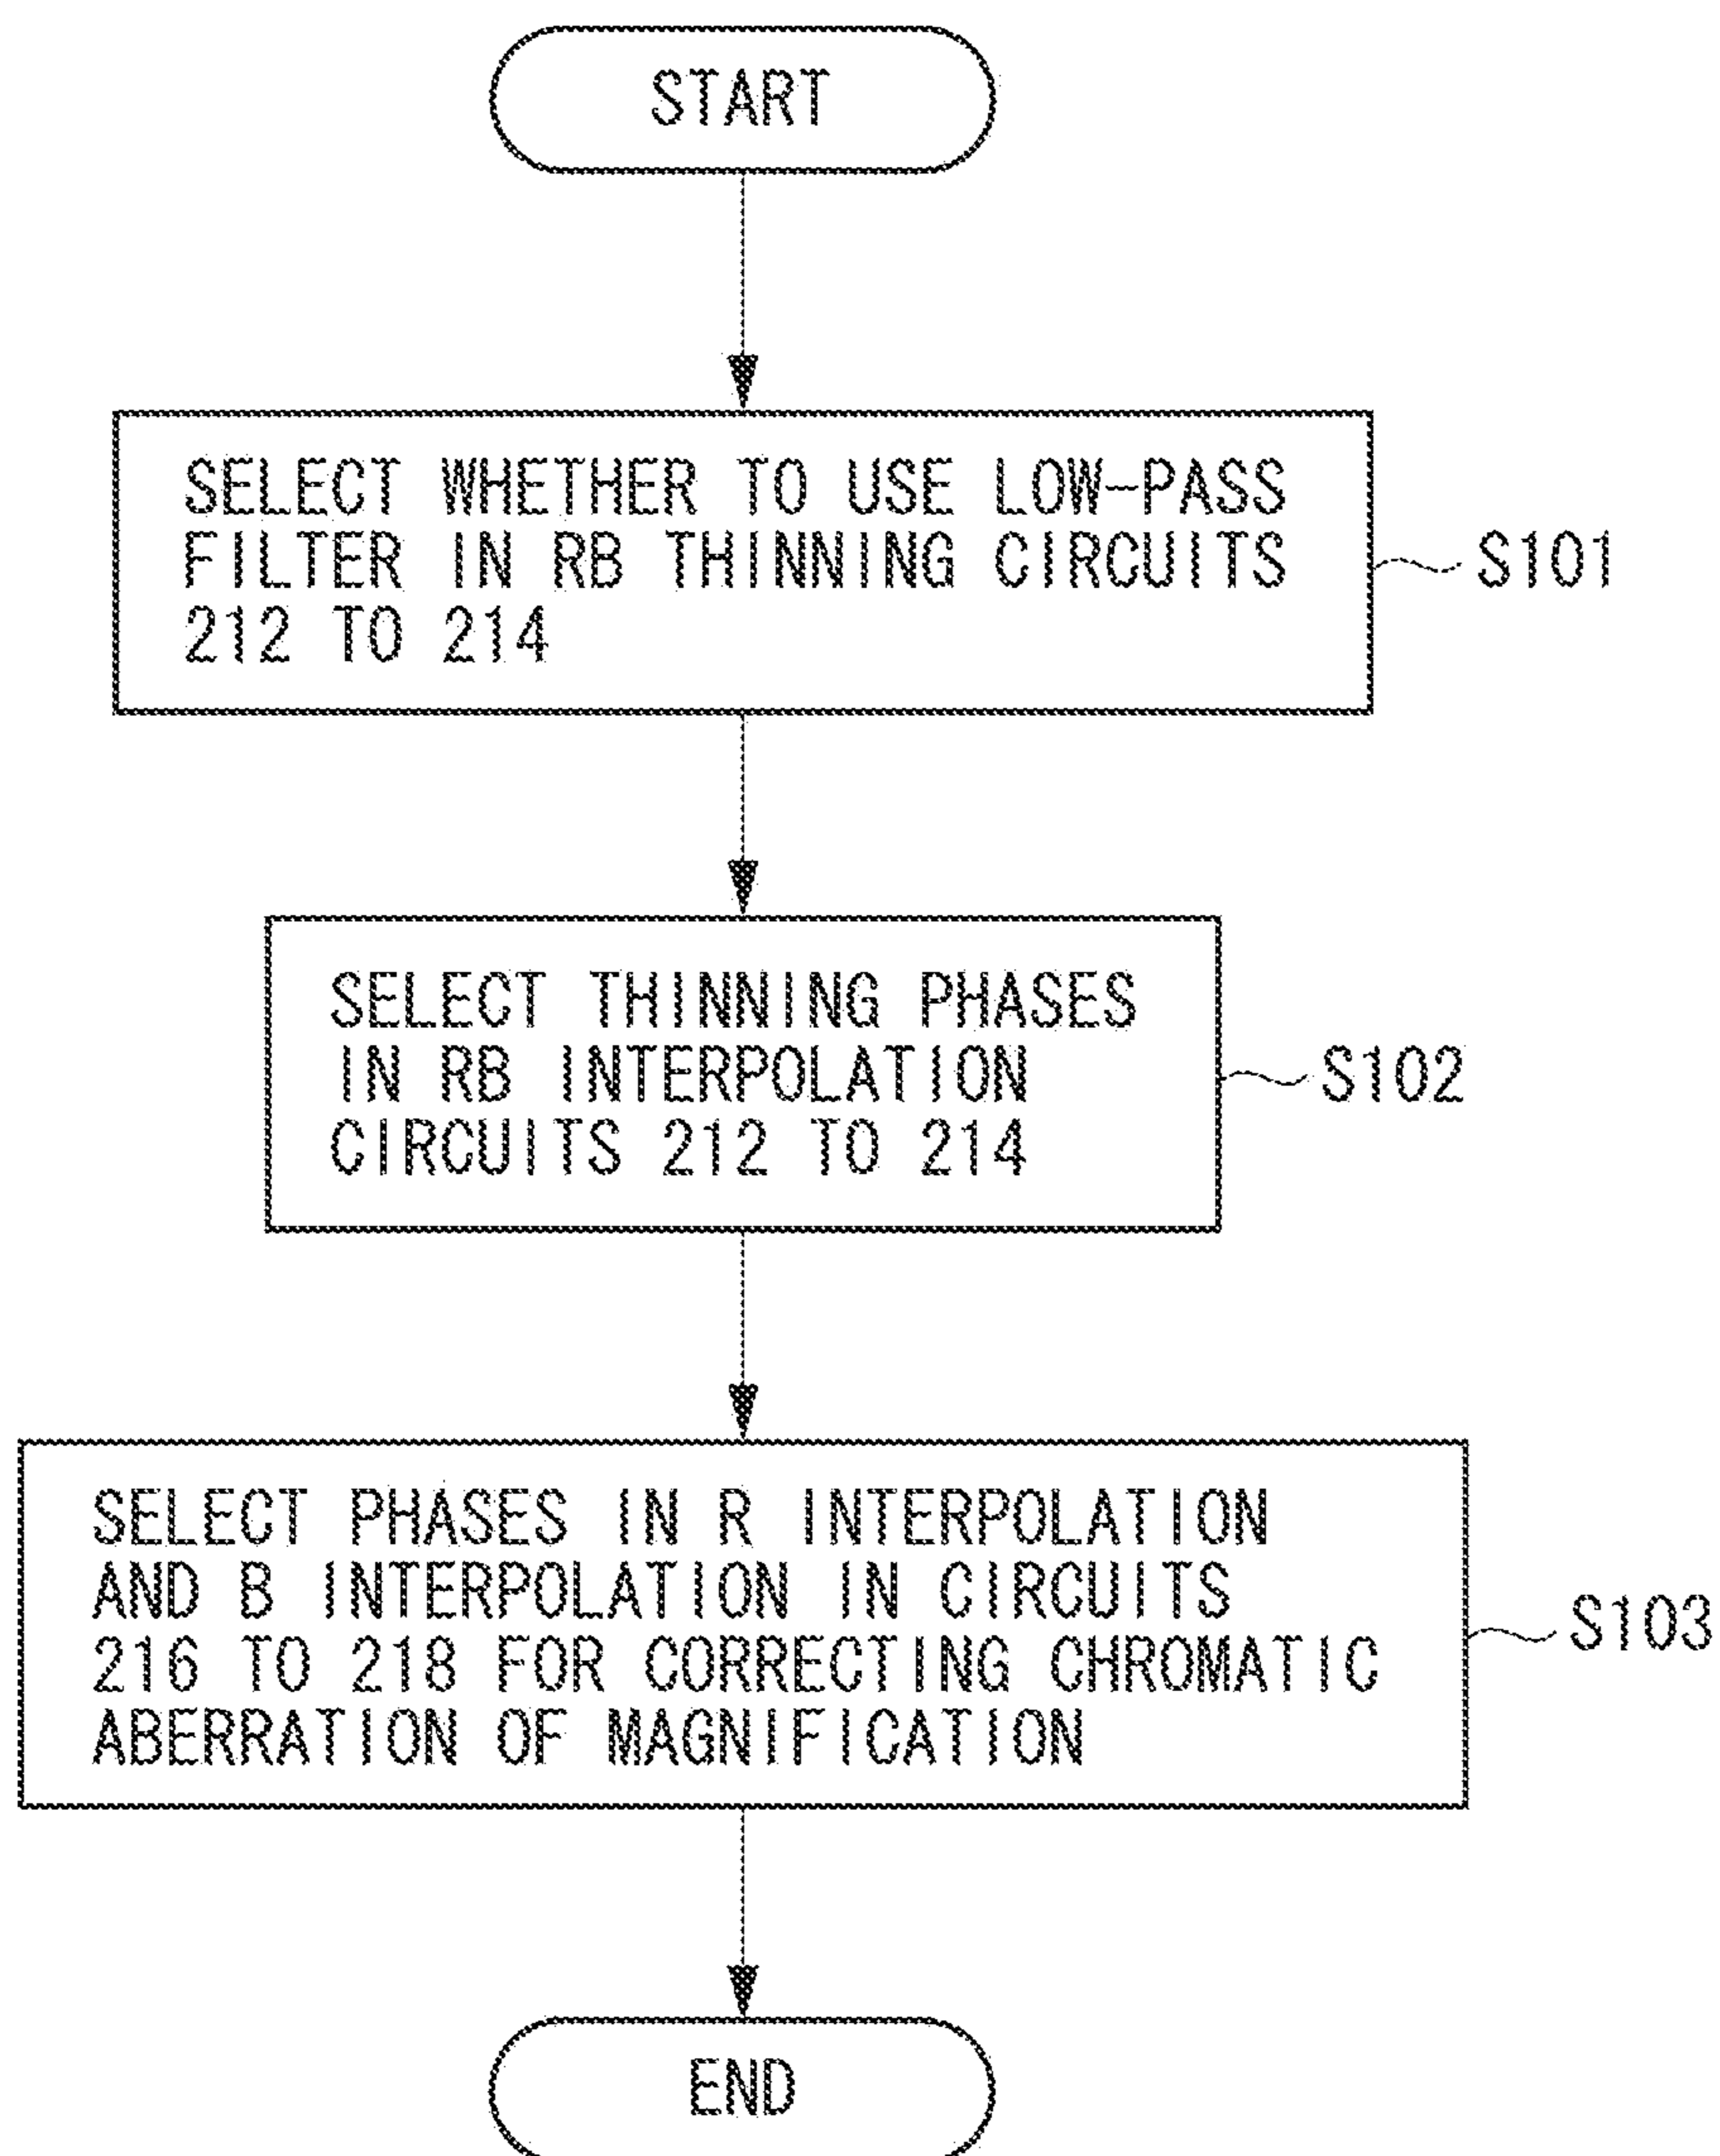 START
SELECT WHETHER TO USE LOW-PASS
FILTER IN RB THINNING CIRCUITS
212 TO 214
S101
SELECT THINNING PHASES
IN RB INTERPOLATION
CIRCUITS 212 TO 214
S102
SELECT PHASES IN R INTERPOLATION
AND B INTERPOLATION IN CIRCUITS
216 TO 218 FOR CORRECTING CHROMATIC
ABERRATION OF MAGNIFICATION
S103
END